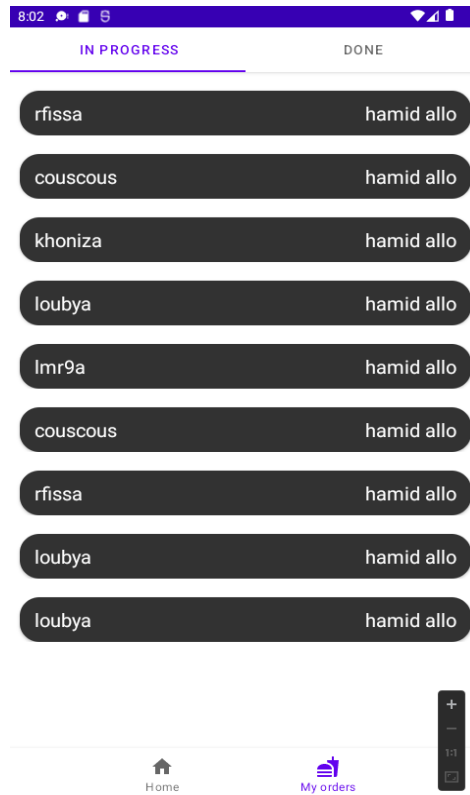 8:02
IN PROGRESS DONE
rfissa hamid allo
couscous hamid allo
khoniza hamid allo
loubya hamid allo
lmr9a hamid allo
couscous hamid allo
rfissa hamid allo
loubya hamid allo
loubya hamid allo
1:1
Home My orders